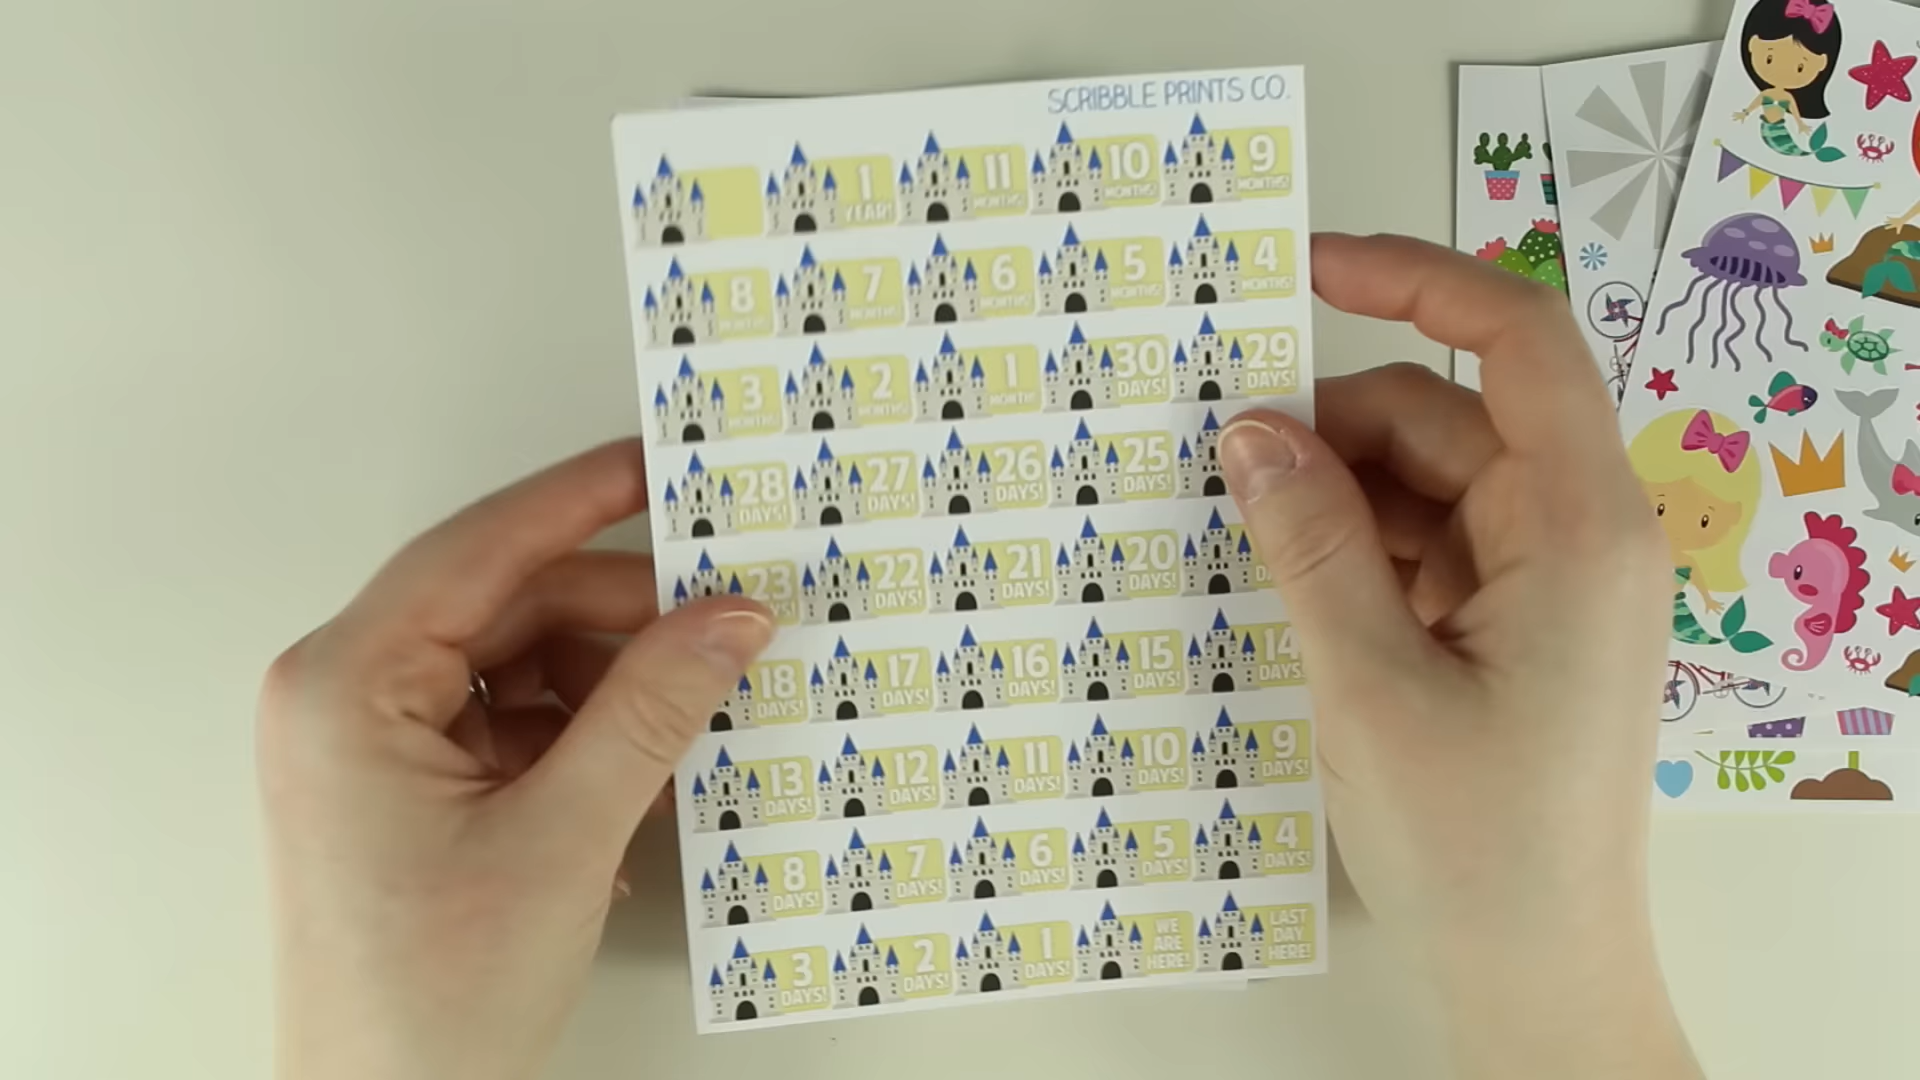 SCRIBBLE PRINTS CO.
1 YEAR!
11 MONTHS!
10 MONTHS!
9 MONTHS!
8 MONTHS!
7 MONTHS!
6 MONTHS!
5 MONTHS!
4 MONTHS!
3 MONTHS!
2 MONTHS!
1 MONTH!
30 DAYS!
29 DAYS!
28 DAYS!
27 DAYS!
26 DAYS!
25 DAYS!
23
22 DAYS!
21 DAYS!
20 DAYS!
18 DAYS!
17 DAYS!
16 DAYS!
15 DAYS!
14 DAYS!
13 DAYS!
12 DAYS!
11 DAYS!
10 DAYS!
9 DAYS!
8 DAYS!
7 DAYS!
6 DAYS!
5 DAYS!
4 DAYS!
3 DAYS!
2 DAYS!
1 DAYS!
WE ARE HERE!
LAST DAY HERE!